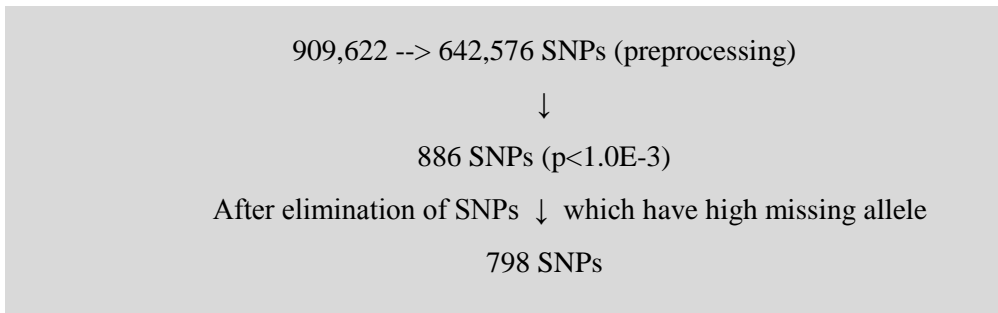 909,622 --> 642,576 SNPs (preprocessing)
↓
886 SNPs (p<1.0E-3)
After elimination of SNPs ↓ which have high missing allele
798 SNPs